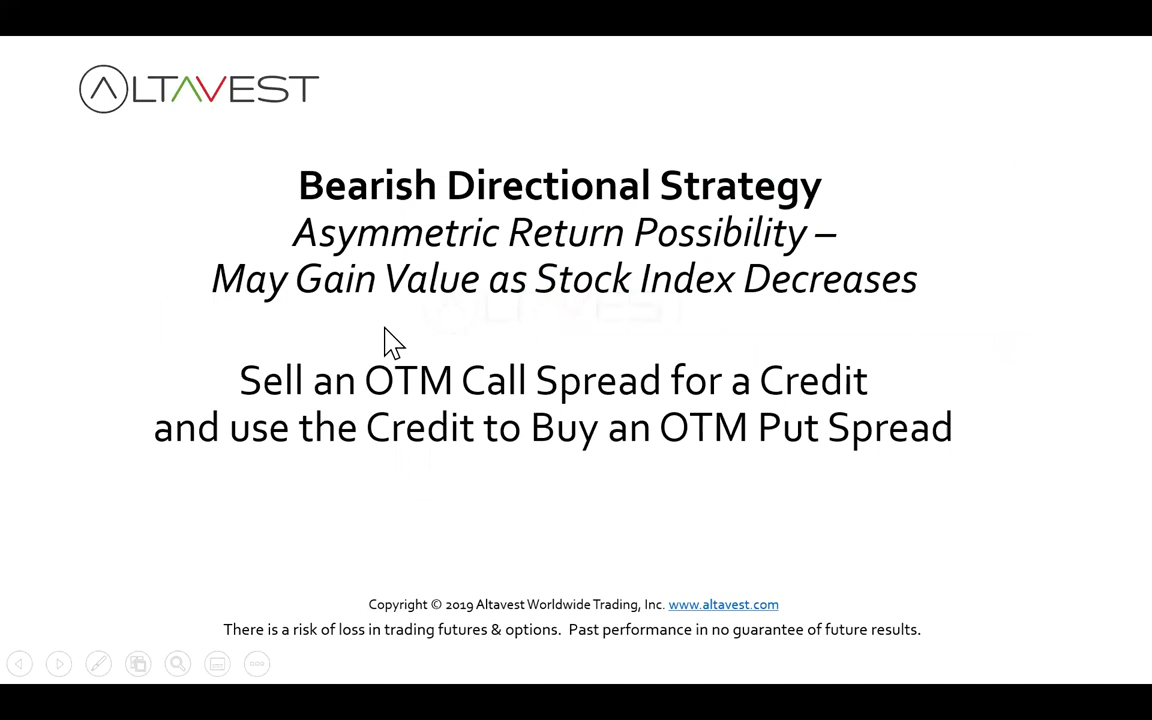 ALTAVEST
Bearish Directional Strategy
Asymmetric Return Possibility –
May Gain Value as Stock Index Decreases
Sell an OTM Call Spread for a Credit
and use the Credit to Buy an OTM Put Spread
Copyright © 2019 Altavest Worldwide Trading, Inc. www.altavest.com
There is a risk of loss in trading futures & options. Past performance in no guarantee of future results.